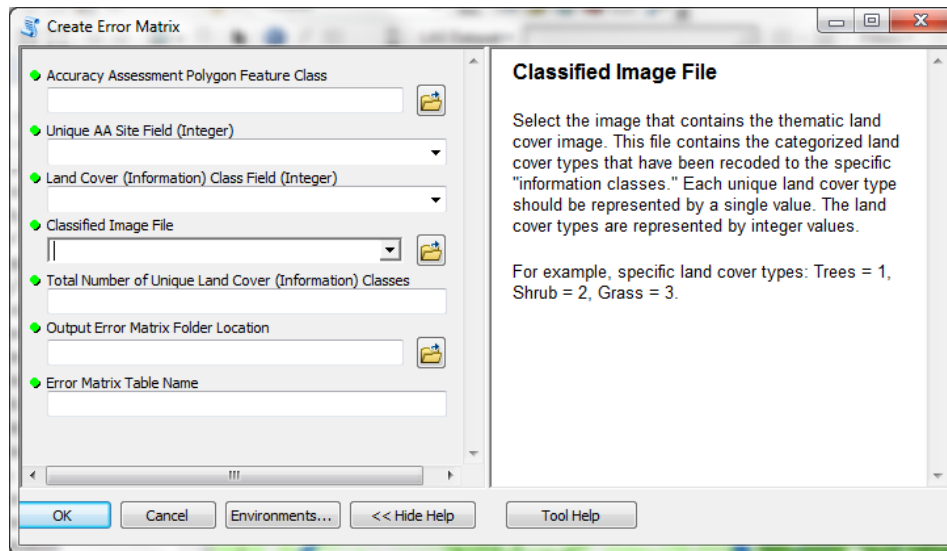 Create Error Matrix
Accuracy Assessment Polygon Feature Class
Unique AA Site Field (Integer)
Land Cover (Information) Class Field (Integer)
Classified Image File
Total Number of Unique Land Cover (Information) Classes
Output Error Matrix Folder Location
Error Matrix Table Name
Classified Image File
Select the image that contains the thematic land
cover image. This file contains the categorized land
cover types that have been recoded to the specific
"information classes." Each unique land cover type
should be represented by a single value. The land
cover types are represented by integer values.
For example, specific land cover types: Trees = 1,
Shrub = 2, Grass = 3.
OK
Cancel
Environments...
<< Hide Help
Tool Help